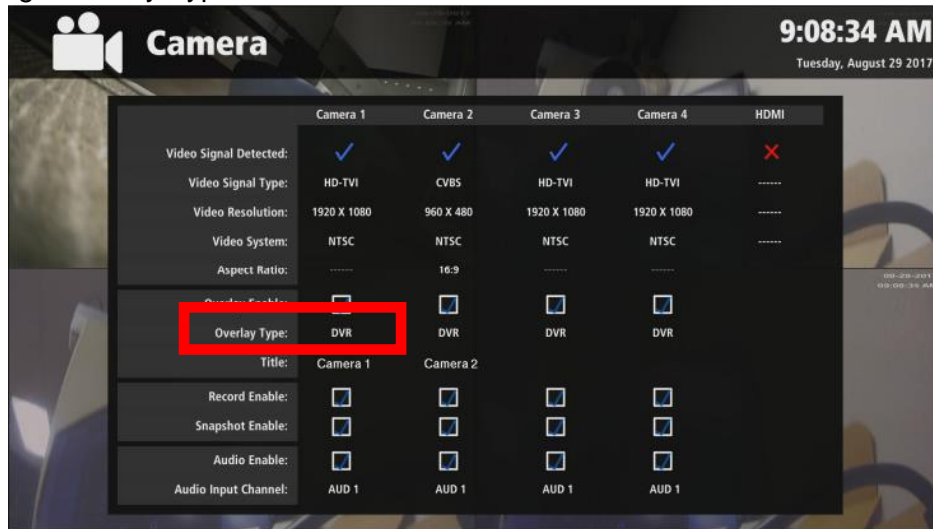 Camera
9:08:34 AM
Tuesday, August 29 2017
Camera 1 Camera 2 Camera 3 Camera 4 HDMI
Video Signal Detected:
Video Signal Type: HD-TVI CVBS HD-TVI HD-TVI ------
Video Resolution: 1920 X 1080 960 X 480 1920 X 1080 1920 X 1080 ------
Video System: NTSC NTSC NTSC NTSC ------
Aspect Ratio: ------ 16:9 ------ ------
Overlay Type: DVR DVR DVR DVR
Title: Camera 1 Camera 2
Record Enable:
Snapshot Enable:
Audio Enable:
Audio Input Channel: AUD 1 AUD 1 AUD 1 AUD 1